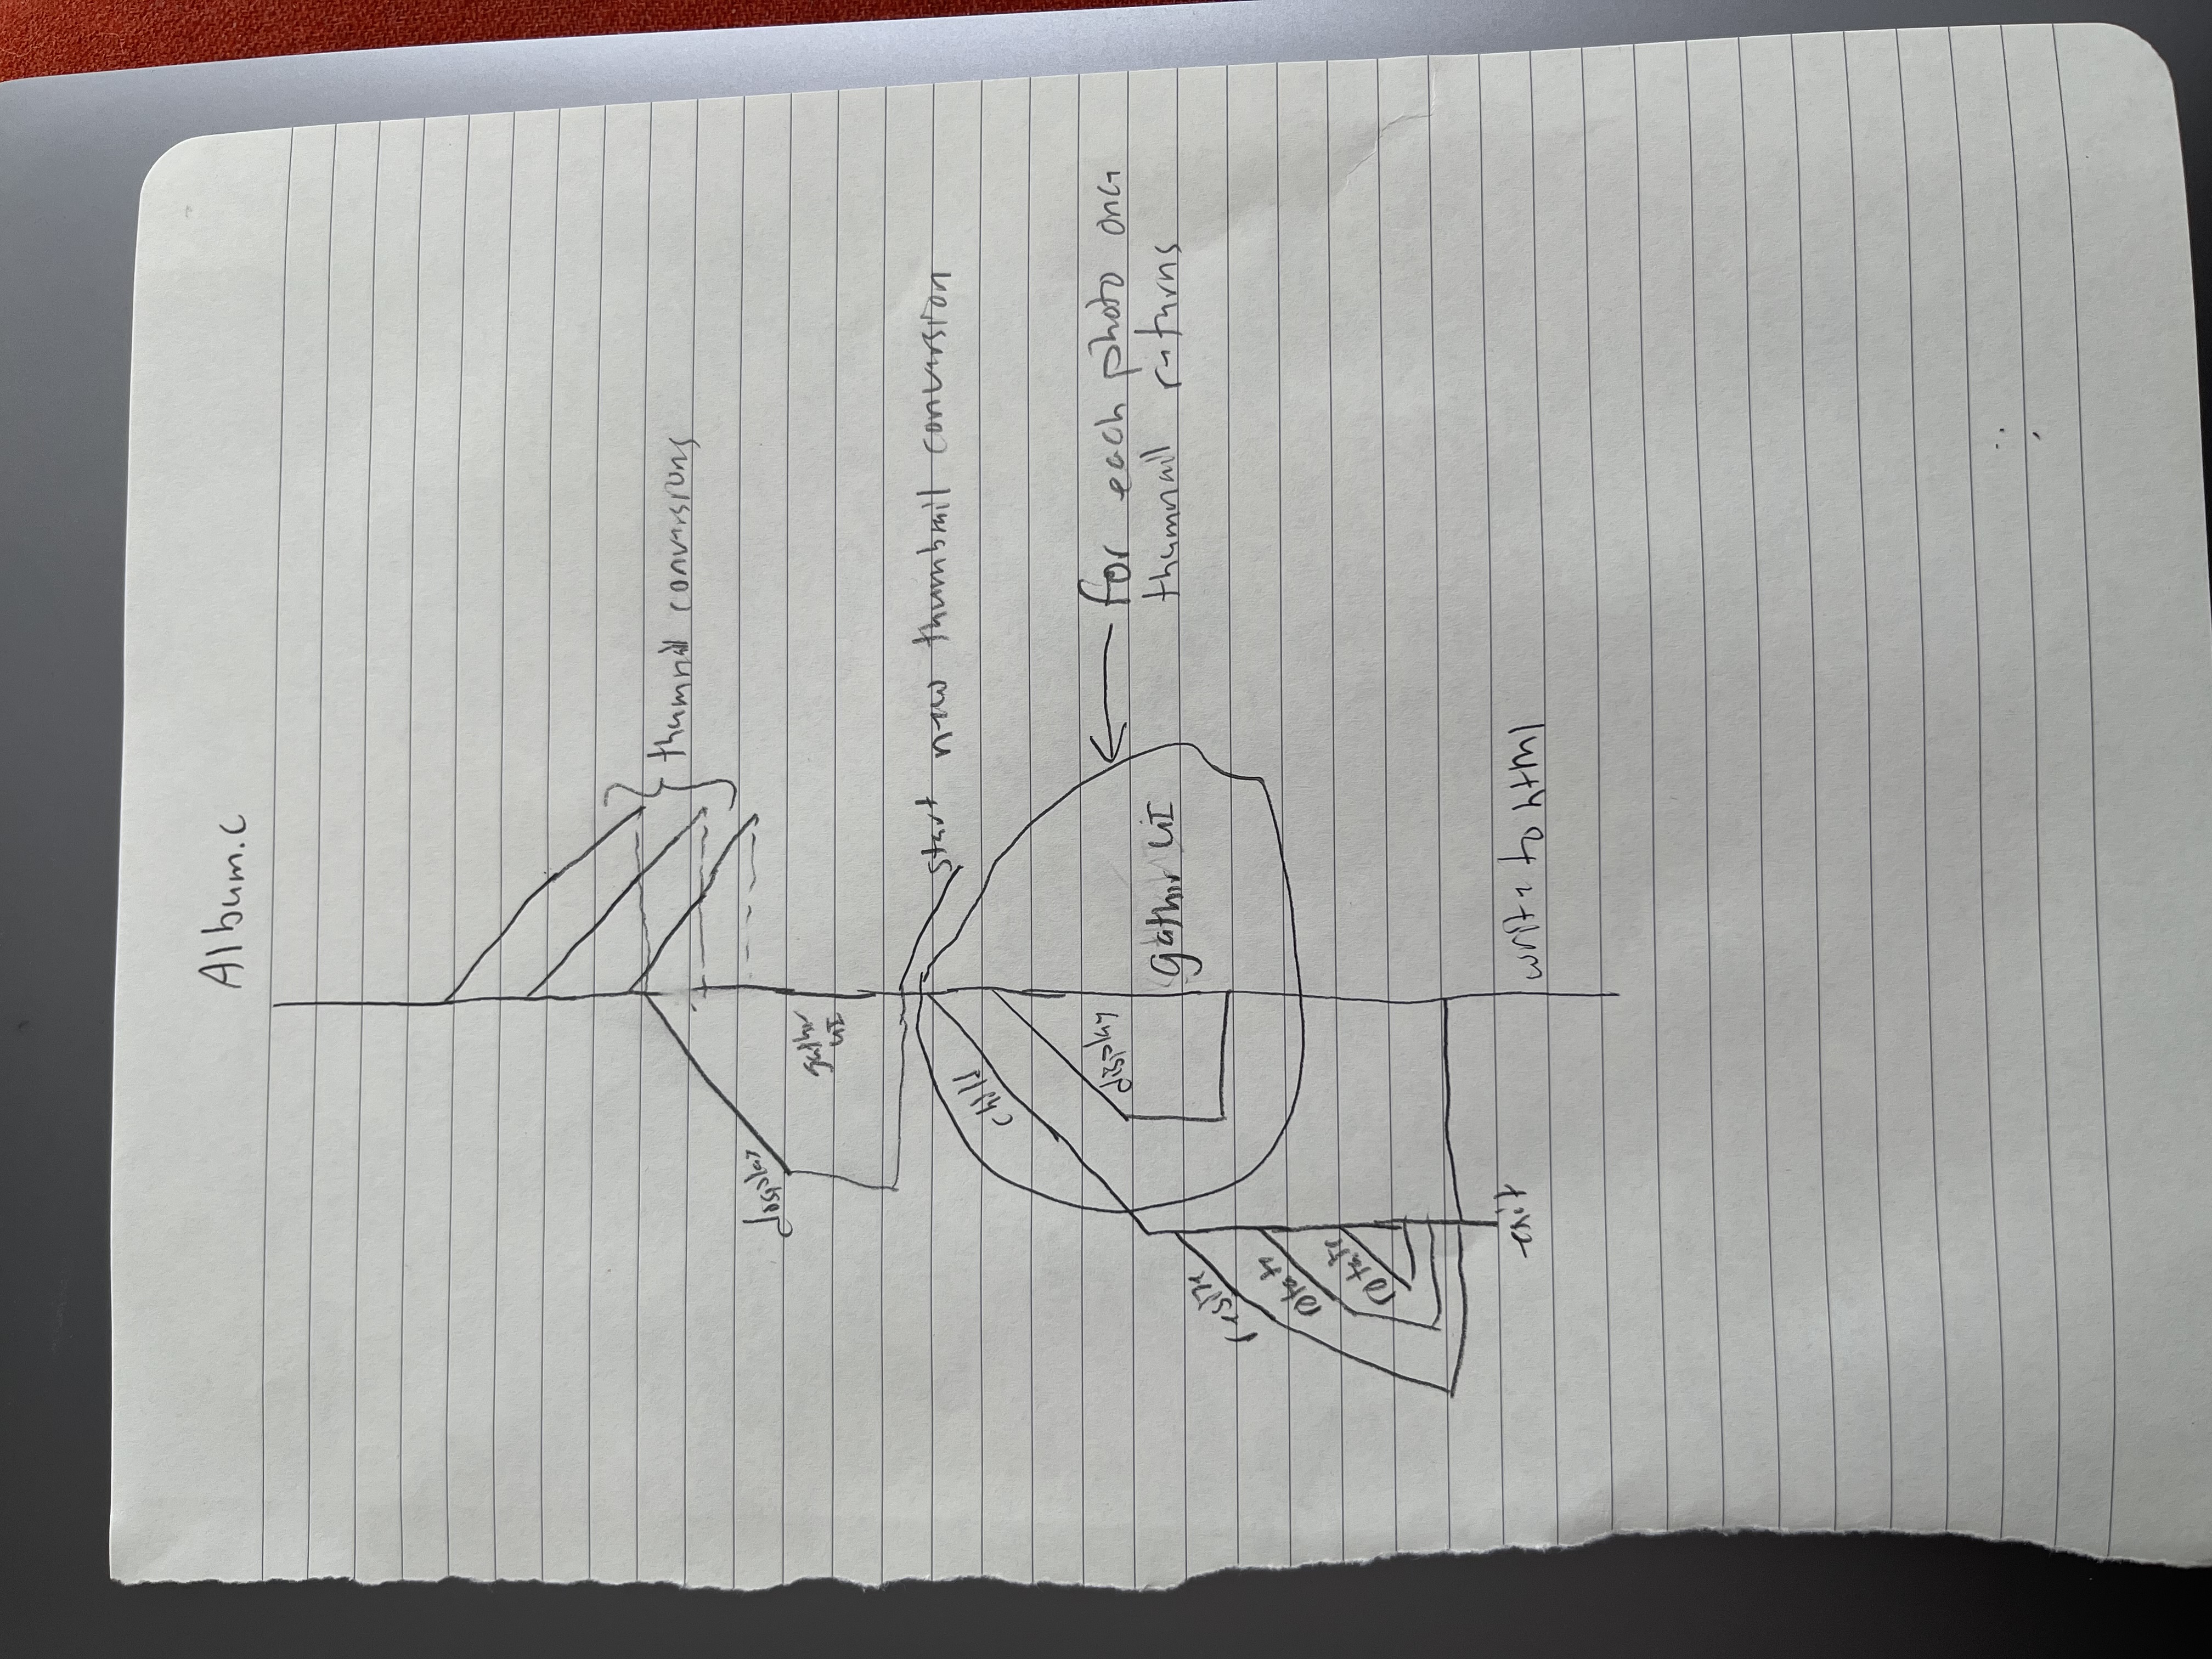 Album.c
thumnail conversions
display
gather
UI
start new thumbnail conversion
child
for each photo once
thumnail returns
display
gather UI
resize
rotate
rotate
exit
write to html